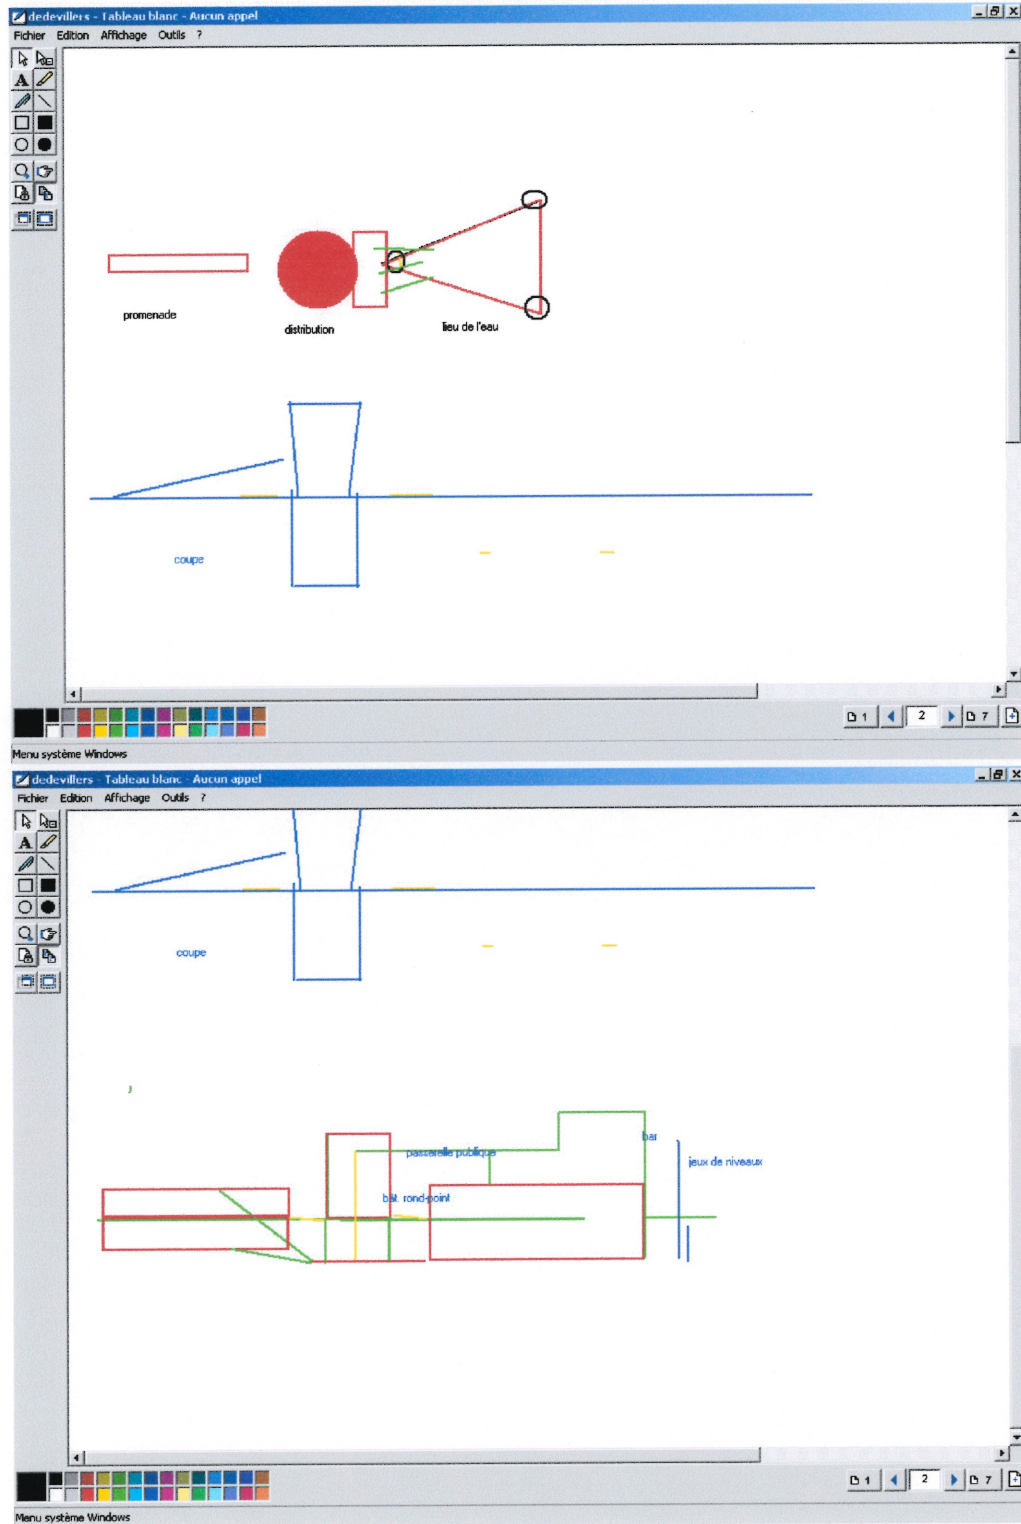 dedevillers - Tableau blanc - Aucun appel
Fichier Edition Affichage Outils ?
A
promenade
distribution
lieu de l'eau
coupe
1 2 7
Menu système Windows
dedevillers - Tableau blanc - Aucun appel
Fichier Edition Affichage Outils ?
A
coupe
bar
passerelle publique
jeux de niveaux
bât. rond-point
1 2 7
Menu système Windows